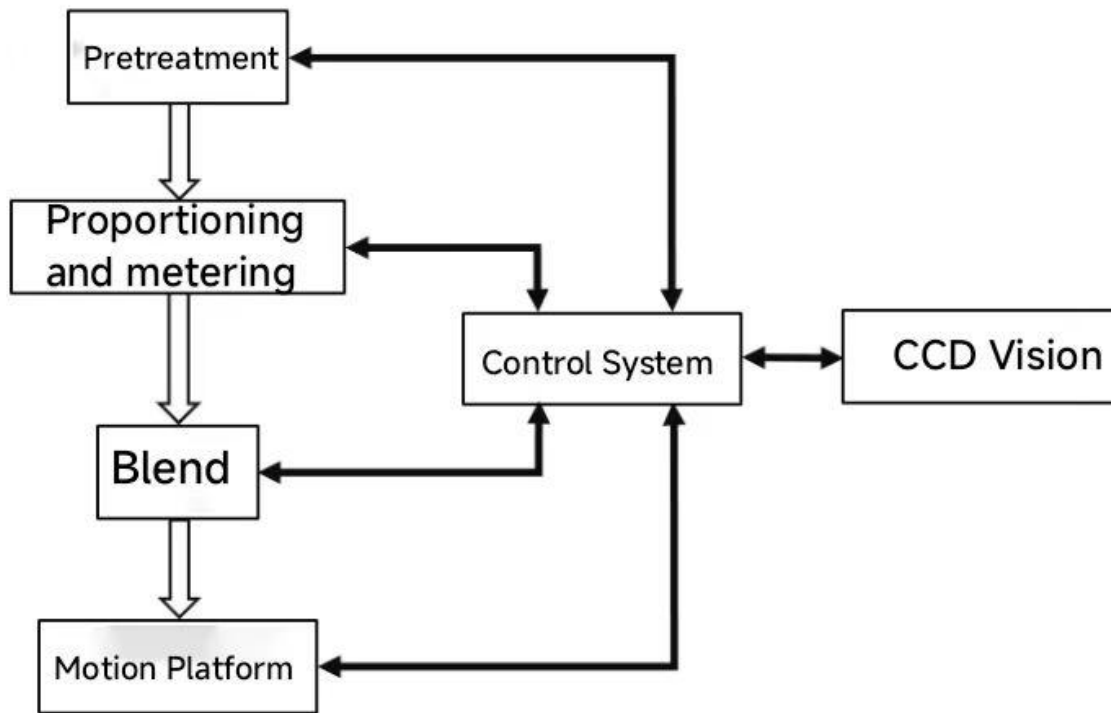 Pretreatment
Proportioning
and metering
Control System
CCD Vision
Blend
Motion Platform